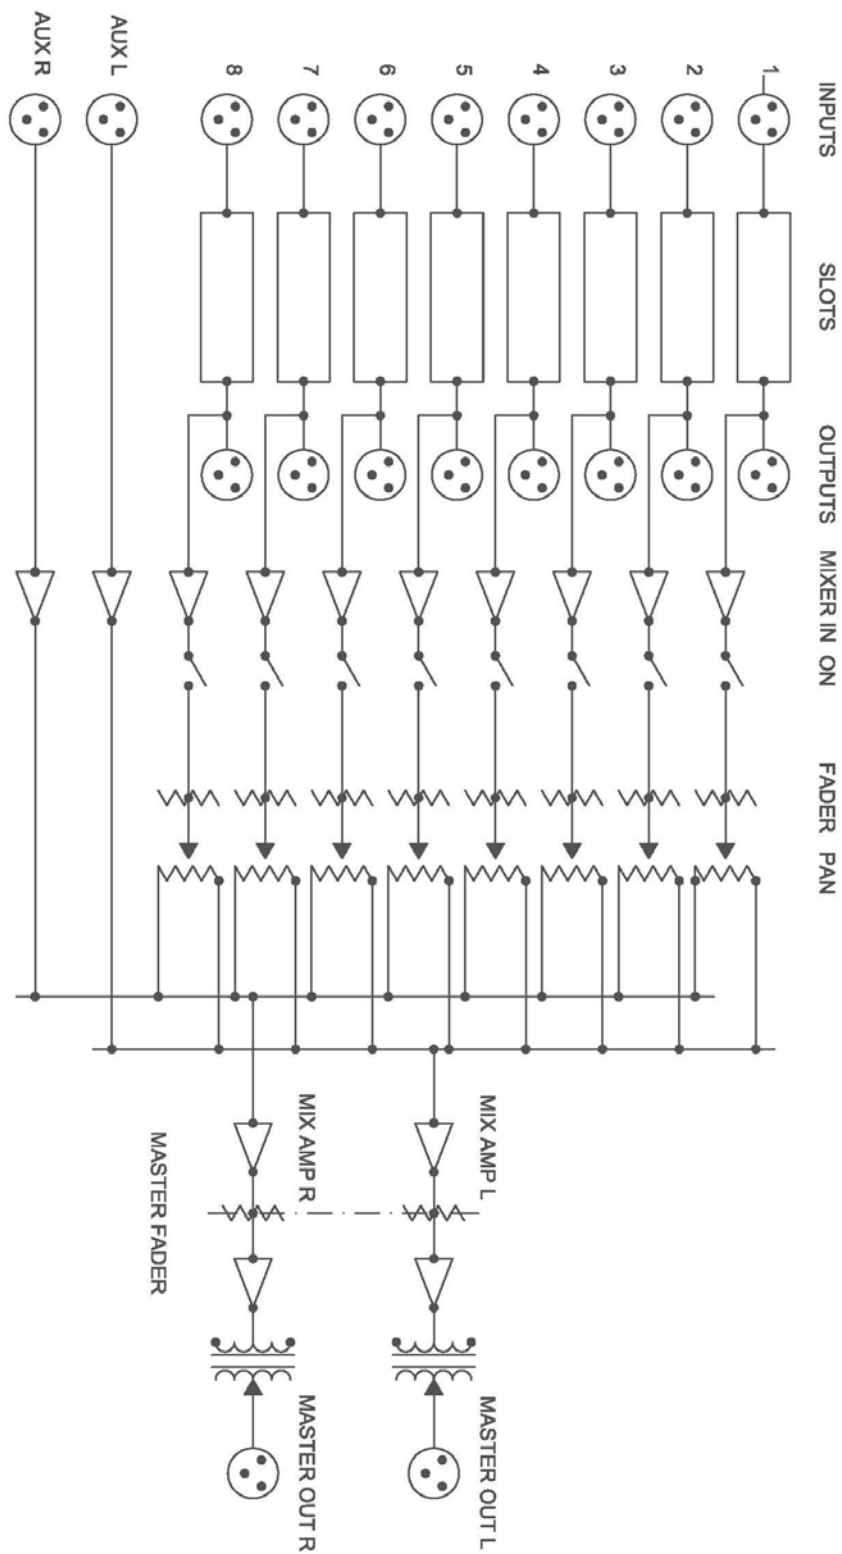 INPUTS SLOTS OUTPUTS MIXER IN ON FADER PAN
1
2
3
4
5
6
7
8
AUX L
AUX R
MIX AMP L
MASTER OUT L
MIX AMP R
MASTER OUT R
MASTER FADER